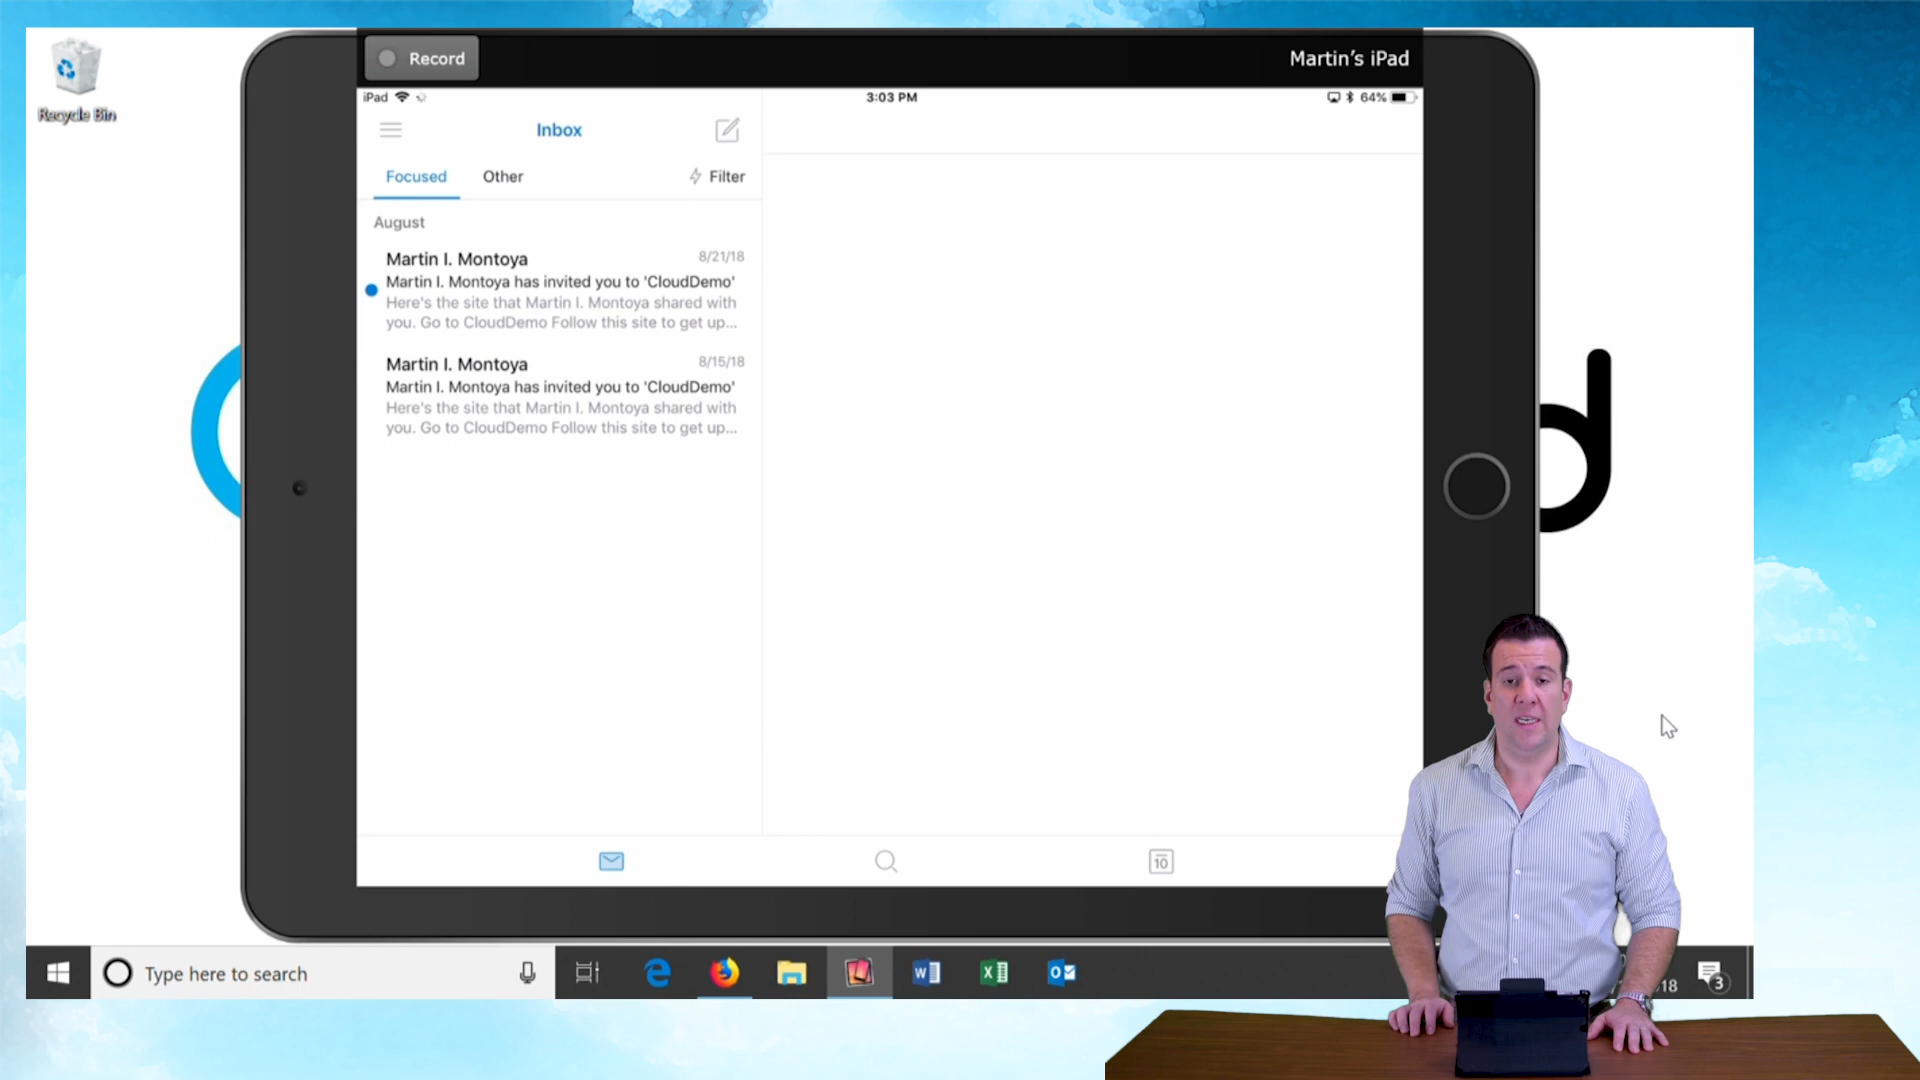 Recycle Bin
Record
Martin's iPad
iPad
3:03 PM
64%
Inbox
Focused
Other
Filter
August
Martin I. Montoya
8/21/18
Martin I. Montoya has invited you to 'CloudDemo'
Here's the site that Martin I. Montoya shared with
you. Go to CloudDemo Follow this site to get up...
Martin I. Montoya
8/15/18
Martin I. Montoya has invited you to 'CloudDemo'
Here's the site that Martin I. Montoya shared with
you. Go to CloudDemo Follow this site to get up...
d
10
Type here to search
18
3